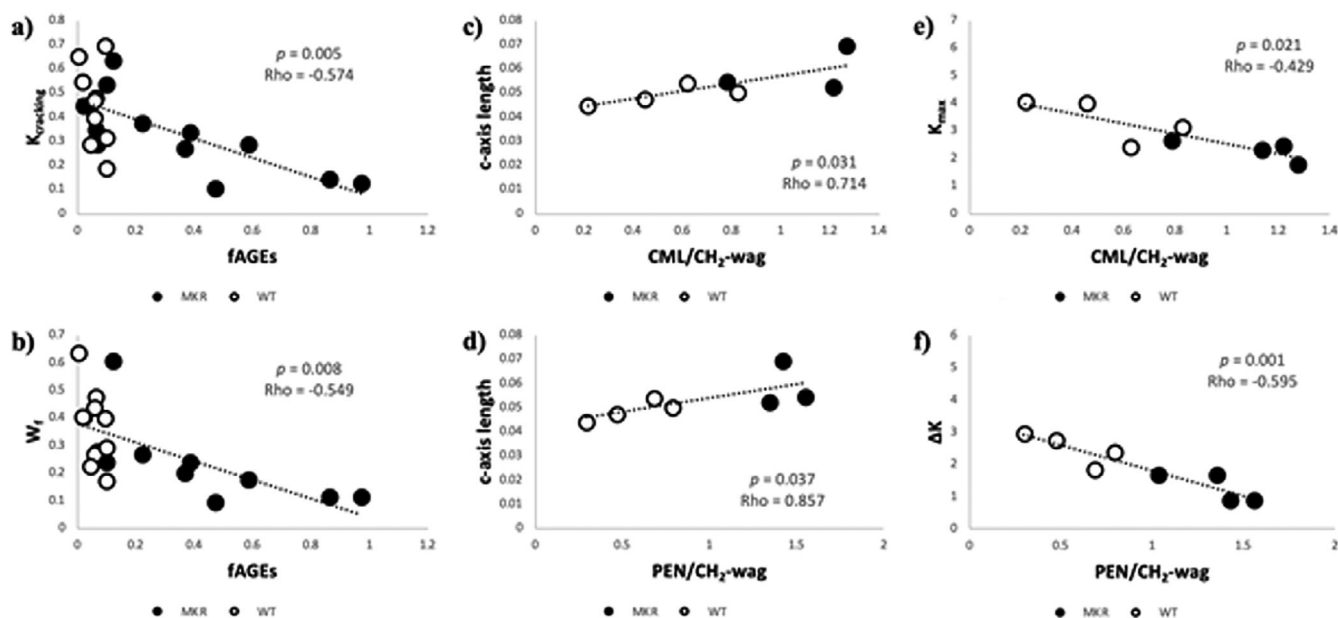 a)
0.8
0.7
0.6
0.5
0.4
0.3
0.2
0.1
0
K_cracking
p = 0.005
Rho = -0.574
0.2
0.4
0.6
0.8
1
1.2
fAGEs
MKR
WT
b)
0.7
0.6
0.5
0.4
0.3
0.2
0.1
0
W_f
p = 0.008
Rho = -0.549
0
0.2
0.4
0.6
0.8
1
1.2
fAGEs
MKR
WT
c)
0.08
0.07
0.06
0.05
0.04
0.03
0.02
0.01
0
c-axis length
p = 0.031
Rho = 0.714
0
0.2
0.4
0.6
0.8
1
1.2
1.4
CML/CH₂-wag
MKR
WT
d)
0.08
0.07
0.06
0.05
0.04
0.03
0.02
0.01
0
c-axis length
p = 0.037
Rho = 0.857
0
0.5
1
1.5
2
PEN/CH₂-wag
MKR
WT
e)
7
6
5
4
3
2
1
0
K_max
p = 0.021
Rho = -0.429
0
0.2
0.4
0.6
0.8
1
1.2
1.4
CML/CH₂-wag
MKR
WT
f)
6
5
4
3
2
1
0
ΔK
p = 0.001
Rho = -0.595
0
0.5
1
1.5
2
PEN/CH₂-wag
MKR
WT